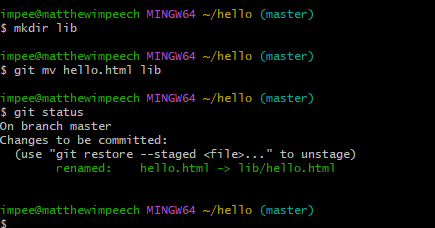 impee@matthewimpeech MINGW64 ~/hello (master)
$ mkdir lib
impee@matthewimpeech MINGW64 ~/hello (master)
$ git mv hello.html lib
impee@matthewimpeech MINGW64 ~/hello (master)
$ git status
On branch master
Changes to be committed:
  (use "git restore --staged <file>..." to unstage)
        renamed:    hello.html -> lib/hello.html
impee@matthewimpeech MINGW64 ~/hello (master)
$